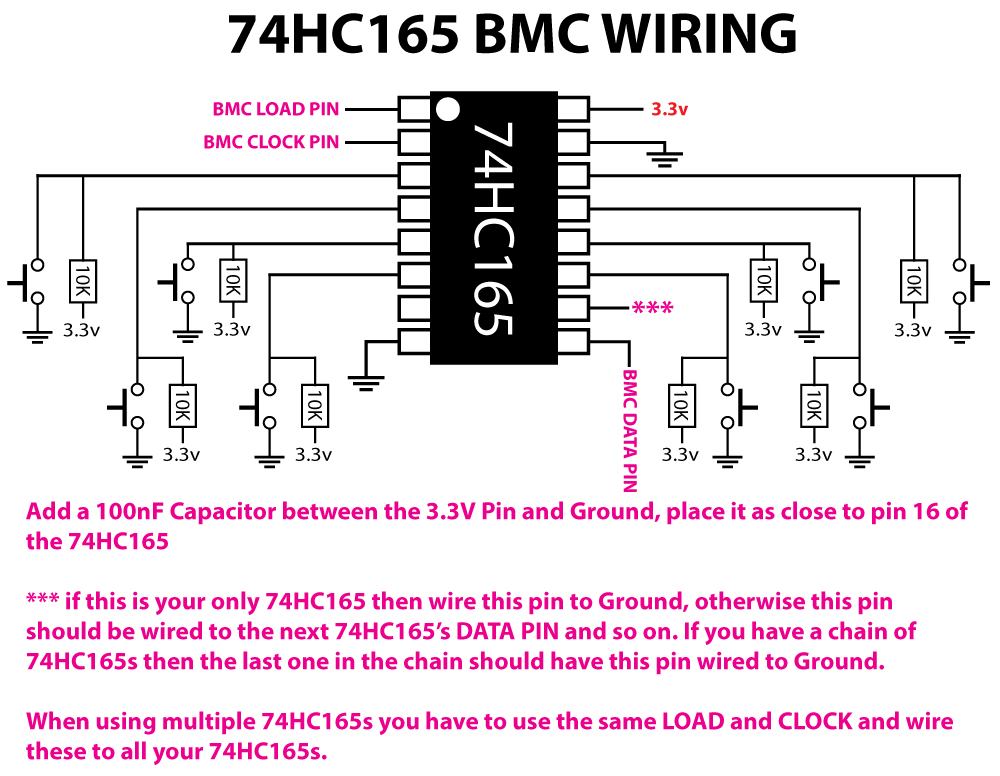 74HC165 BMC WIRING
BMC LOAD PIN
3.3v
BMC CLOCK PIN
74HC165
10K
10K
10K
10K
***
3.3v
3.3v
3.3v
3.3v
10K
10K
10K
10K
BMC DATA PIN
3.3v
3.3v
3.3v
3.3v
Add a 100nF Capacitor between the 3.3V Pin and Ground, place it as close to pin 16 of
the 74HC165
*** if this is your only 74HC165 then wire this pin to Ground, otherwise this pin
should be wired to the next 74HC165's DATA PIN and so on. If you have a chain of
74HC165s then the last one in the chain should have this pin wired to Ground.
When using multiple 74HC165s you have to use the same LOAD and CLOCK and wire
these to all your 74HC165s.